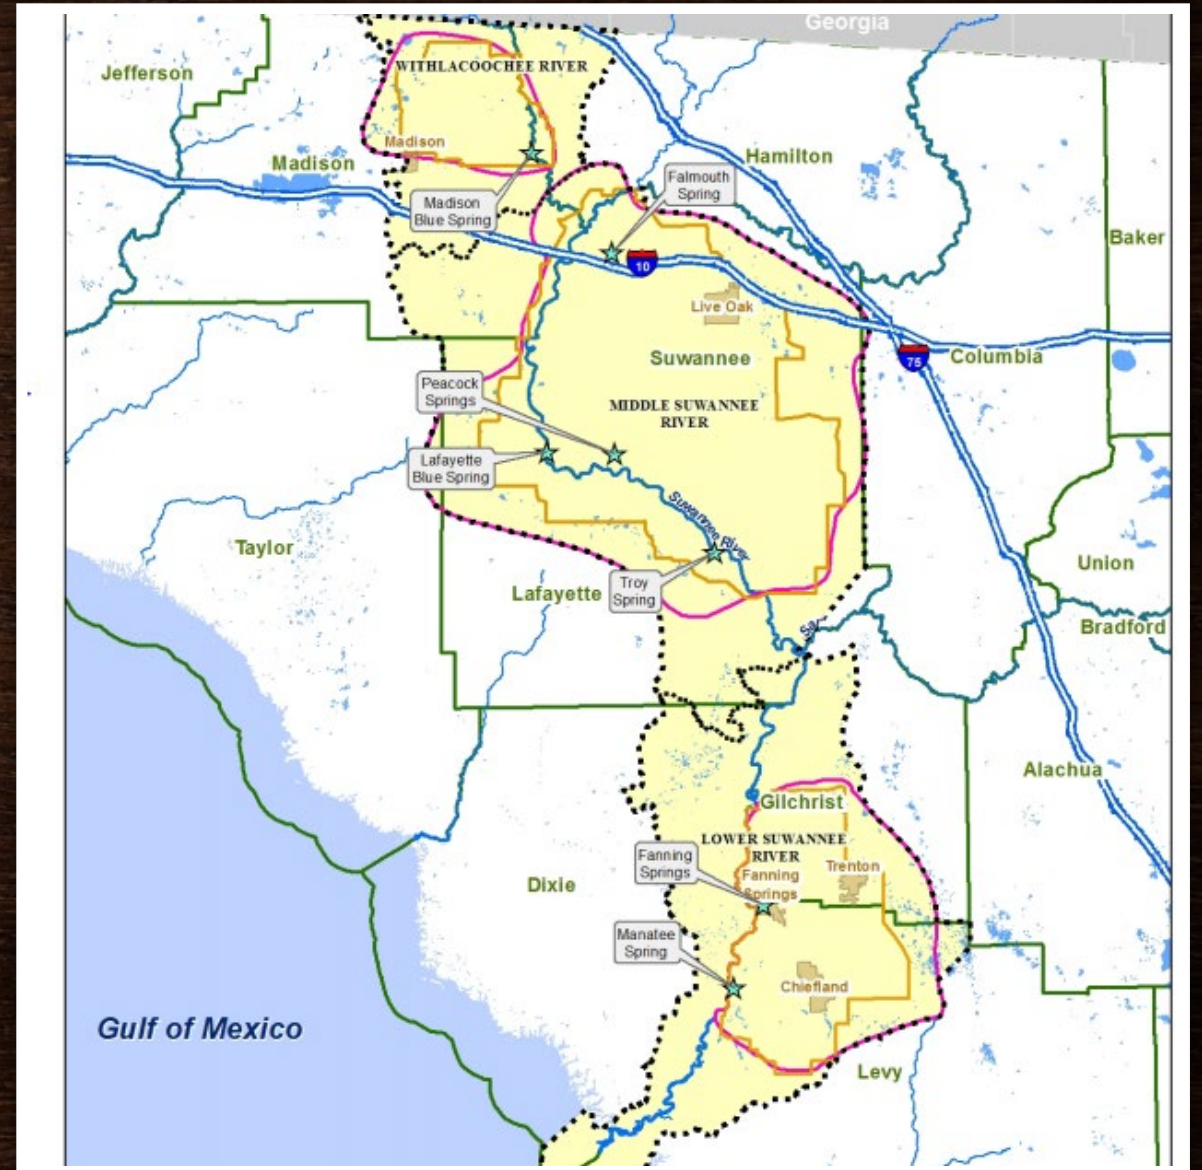 Georgia
Jefferson
WITHLACOOCHEE RIVER
Madison
Madison
Hamilton
Falmouth
Spring
Madison
Blue Spring
Baker
10
Live Oak
Suwannee
75
Columbia
Peacock
Springs
MIDDLE SUWANNEE
RIVER
Lafayette
Blue Spring
Suwannee River
Taylor
Union
Troy
Spring
Lafayette
Bradford
Sa
Alachua
Gilchrist
LOWER SUWANNEE
RIVER
Fanning
Springs
Trenton
Fanning
Springs
Dixie
Manatee
Spring
Chiefland
Gulf of Mexico
Levy